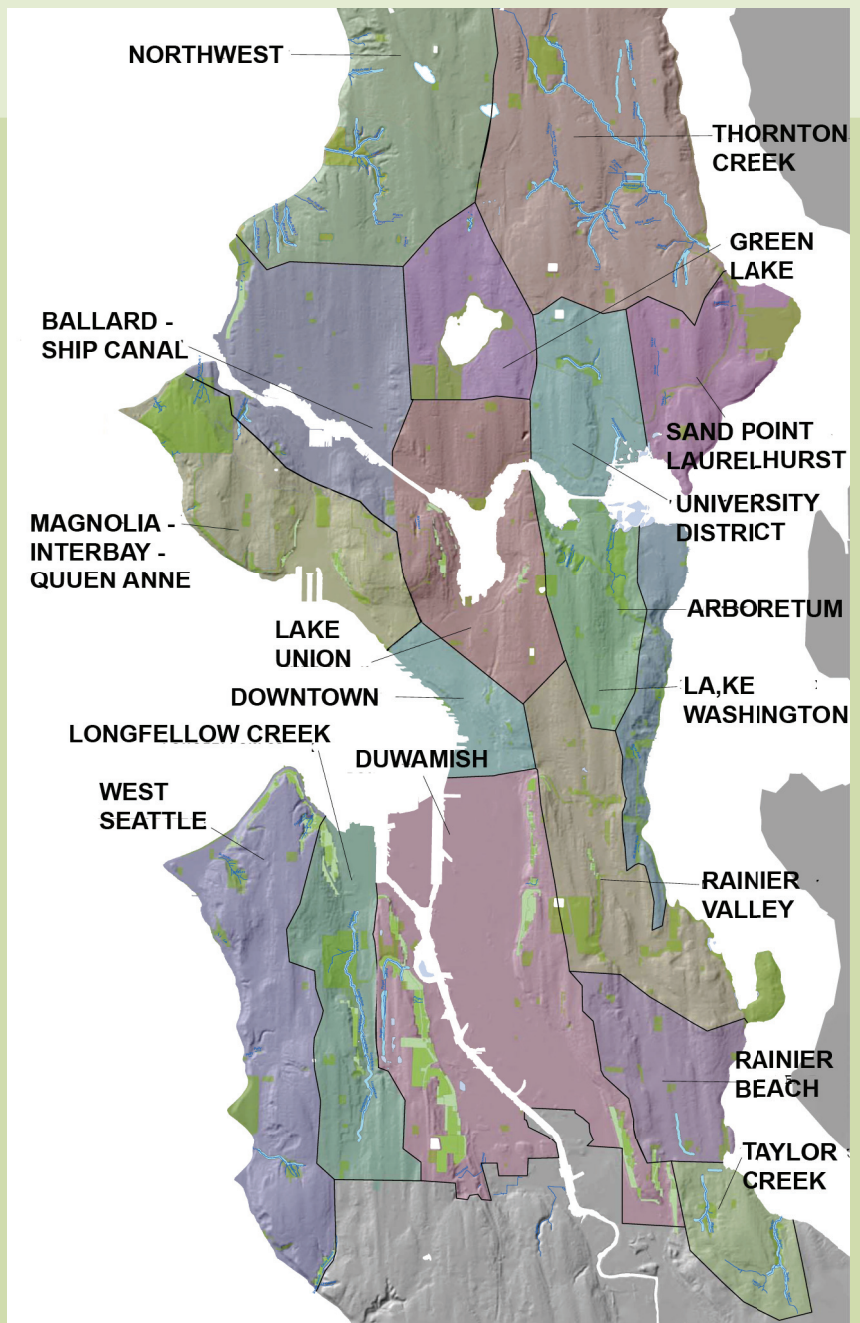 NORTHWEST
THORNTON
CREEK
GREEN
LAKE
BALLARD -
SHIP CANAL
SAND POINT
LAURELHURST
UNIVERSITY
DISTRICT
MAGNOLIA -
INTERBAY -
QUUEN ANNE
ARBORETUM
LAKE
UNION
LA,KE
WASHINGTON
DOWNTOWN
LONGFELLOW CREEK
DUWAMISH
WEST
SEATTLE
RAINIER
VALLEY
RAINIER
BEACH
TAYLOR
CREEK